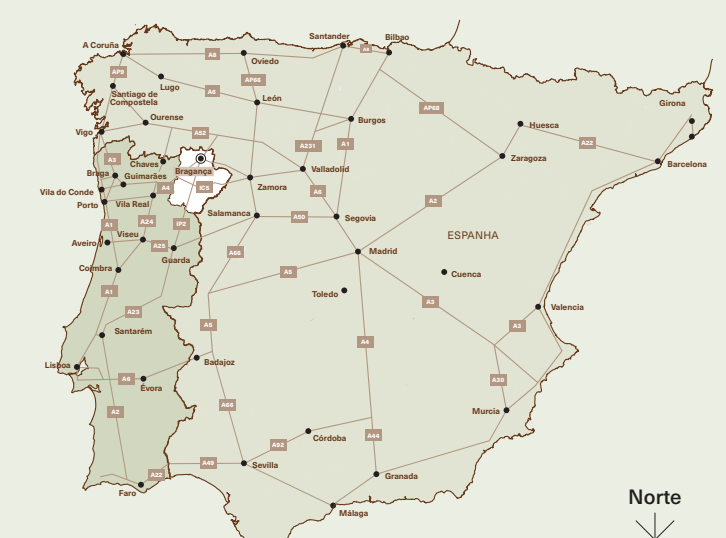 Santander
Bilbao
A Coruña
A8
A8
Oviedo
AP9
Lugo
A6
AP66
León
AP68
Girona
Santiago de
Compostela
Ourense
Burgos
Huesca
Vigo
A52
A231
A1
A22
Zaragoza
Barcelona
A3
Chaves
Bragança
Valladolid
Braga
Guimarães
A4
IC5
Zamora
A6
Vila do Conde
Porto
Vila Real
A2
Salamanca
A50
Segovia
A1
A24
IP2
Viseu
ESPANHA
Aveiro
A25
Guarda
A66
Madrid
Coimbra
A5
Cuenca
A1
Toledo
A3
Valencia
A23
Santarém
A5
A3
A4
Lisboa
Badajoz
A6
Évora
A30
A66
A2
Murcia
Córdoba
A44
A92
A49
Sevilla
A22
Granada
Faro
Málaga
Norte